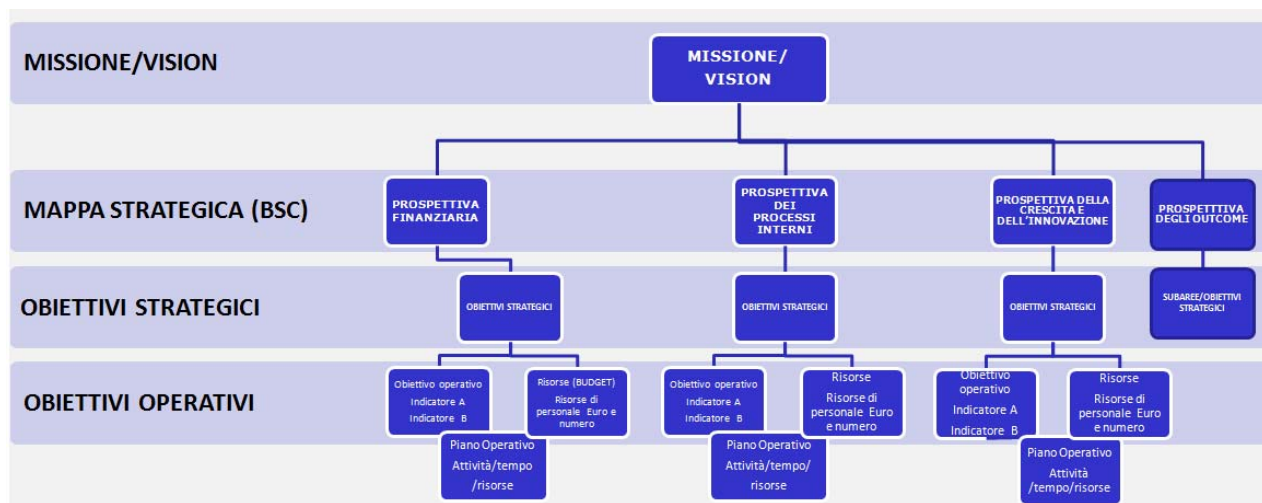 MISSIONE/VISION
MISSIONE/
VISION
MAPPA STRATEGICA (BSC)
PROSPETTIVA
FINANZIARIA
PROSPETTIVA
DEI
PROCESSI
INTERNI
PROSPETTIVA DELLA
CRESCITA E
DELL'INNOVAZIONE
PROSPETTTIVA
DEGLI OUTCOME
OBIETTIVI STRATEGICI
OBIETTIVI STRATEGICI
OBIETTIVI STRATEGICI
OBIETTIVI STRATEGICI
SUBAREE/OBIETTIVI
STRATEGICI
OBIETTIVI OPERATIVI
Obiettivo operativo
Indicatore A
Indicatore B
Risorse (BUDGET)
Risorse di
personale Euro e
numero
Piano Operativo
Attività/tempo
/risorse
Obiettivo operativo
Indicatore A
Indicatore B
Risorse
Risorse di
personale Euro
e numero
Piano Operativo
Attività/tempo/
risorse
Obiettivo
operativo
Indicatore A
Indicatore B
Risorse
Risorse di
personale Euro
e numero
Piano Operativo
Attività
/tempo/risorse